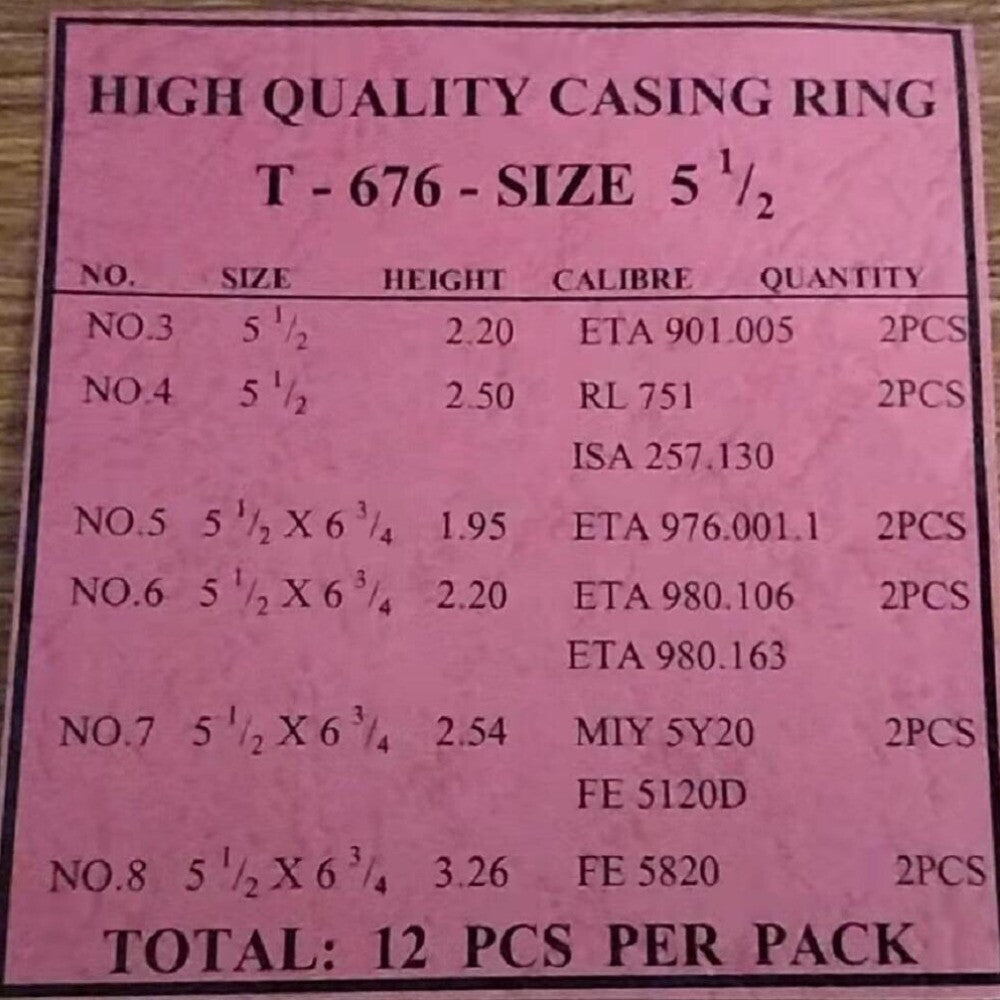 HIGH QUALITY CASING RING
T - 676 - SIZE 5 1/2
NO. SIZE HEIGHT CALIBRE QUANTITY
NO.3 5 1/2 2.20 ETA 901.005 2PCS
NO.4 5 1/2 2.50 RL 751 2PCS
ISA 257.130
NO.5 5 1/2 X 6 3/4 1.95 ETA 976.001.1 2PCS
NO.6 5 1/2 X 6 3/4 2.20 ETA 980.106 2PCS
ETA 980.163
NO.7 5 1/2 X 6 3/4 2.54 MIY 5Y20 2PCS
FE 5120D
NO.8 5 1/2 X 6 3/4 3.26 FE 5820 2PCS
TOTAL: 12 PCS PER PACK